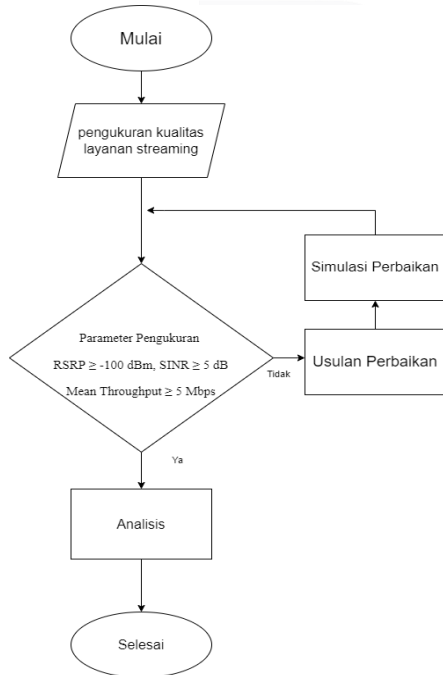 Mulai
pengukuran kualitas
layanan streaming
Simulasi Perbaikan
Parameter Pengukuran
RSRP ≥ -100 dBm, SINR ≥ 5 dB
Mean Throughput ≥ 5 Mbps
Usulan Perbaikan
Tidak
Ya
Analisis
Selesai